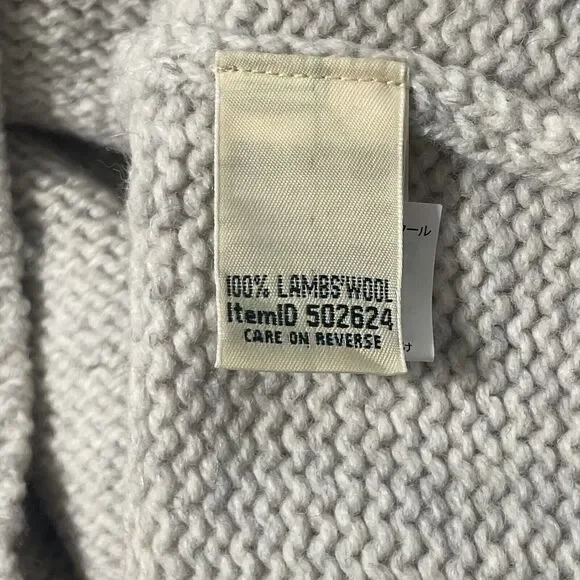 100% LAMBS'WOOL
ItemID 502624
CARE ON REVERSE
ール